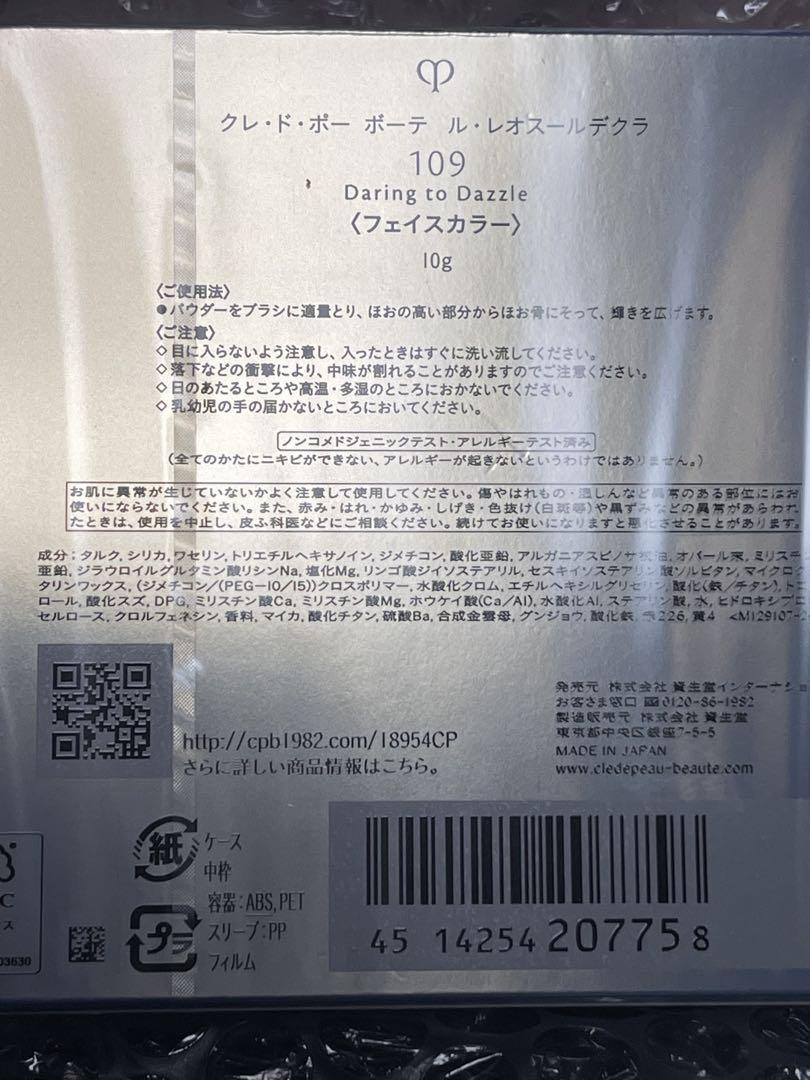 クレ・ド・ポー ボーテ ル・レオスールデクラ
109
Daring to Dazzle
〈フェイスカラー〉
10g
〈ご使用法〉
●パウダーをブラシに適量とり、ほおの高い部分からほお骨にそって、輝きを広げます。
〈ご注意〉
◇目に入らないよう注意し、入ったときはすぐに洗い流してください。
◇落下などの衝撃により、中味が割れることがありますのでご注意ください。
◇日のあたるところや高温・多湿のところにおかないでください。
◇乳幼児の手の届かないところにおいてください。
ノンコメドジェニックテスト・アレルギーテスト済み
(全てのかたにニキビができない、アレルギーが起きないというわけではありません。)
お肌に異常が生じていないかよく注意して使用してください。傷やはれもの・湿しんなど異常のある部位にはお
使いにならないでください。また、赤み・はれ・かゆみ・しげき・色抜け(白斑等)や黒ずみなどの異常があらわれ
たときは、使用を中止し、皮ふ科医などにご相談ください。続けてお使いになりますと悪化させることがあります。
成分:タルク、シリカ、ワセリン、トリエチルヘキサノイン、ジメチコン、酸化亜鉛、アルガニアスピノサ核油、オパール末、ミリスチ
亜鉛、ジラウロイルグルタミン酸リシンNa、塩化Mg、リンゴ酸ジイソステアリル、セスキイソステアリン酸ソルビタン、マイクロク
タリンワックス、(ジメチコン/(PEG-10/15))クロスポリマー、水酸化クロム、エチルヘキシルグリセリン、酸化(鉄/チタン)、トコ
ロール、酸化スズ、DPG、ミリスチン酸Ca、ミリスチン酸Mg、ホウケイ酸(Ca/Al)、水酸化Al、ステアリン酸、水、ヒドロキシプロ
セルロース、クロルフェネシン、香料、マイカ、酸化チタン、硫酸Ba、合成金雲母、グンジョウ、酸化鉄、赤226、黄4 <M129107-2
http://cpb1982.com/18954CP
さらに詳しい商品情報はこちら。
発売元 株式会社 資生堂インターナショ
お客さま窓口 0120-86-1982
製造販売元 株式会社 資生堂
東京都中央区銀座7-5-5
MADE IN JAPAN
www.cledepeau-beaute.com
紙 ケース
中枠
容器:ABS,PET
プラ スリーブ:PP
フィルム
C
ス
03630
45 14254 207758